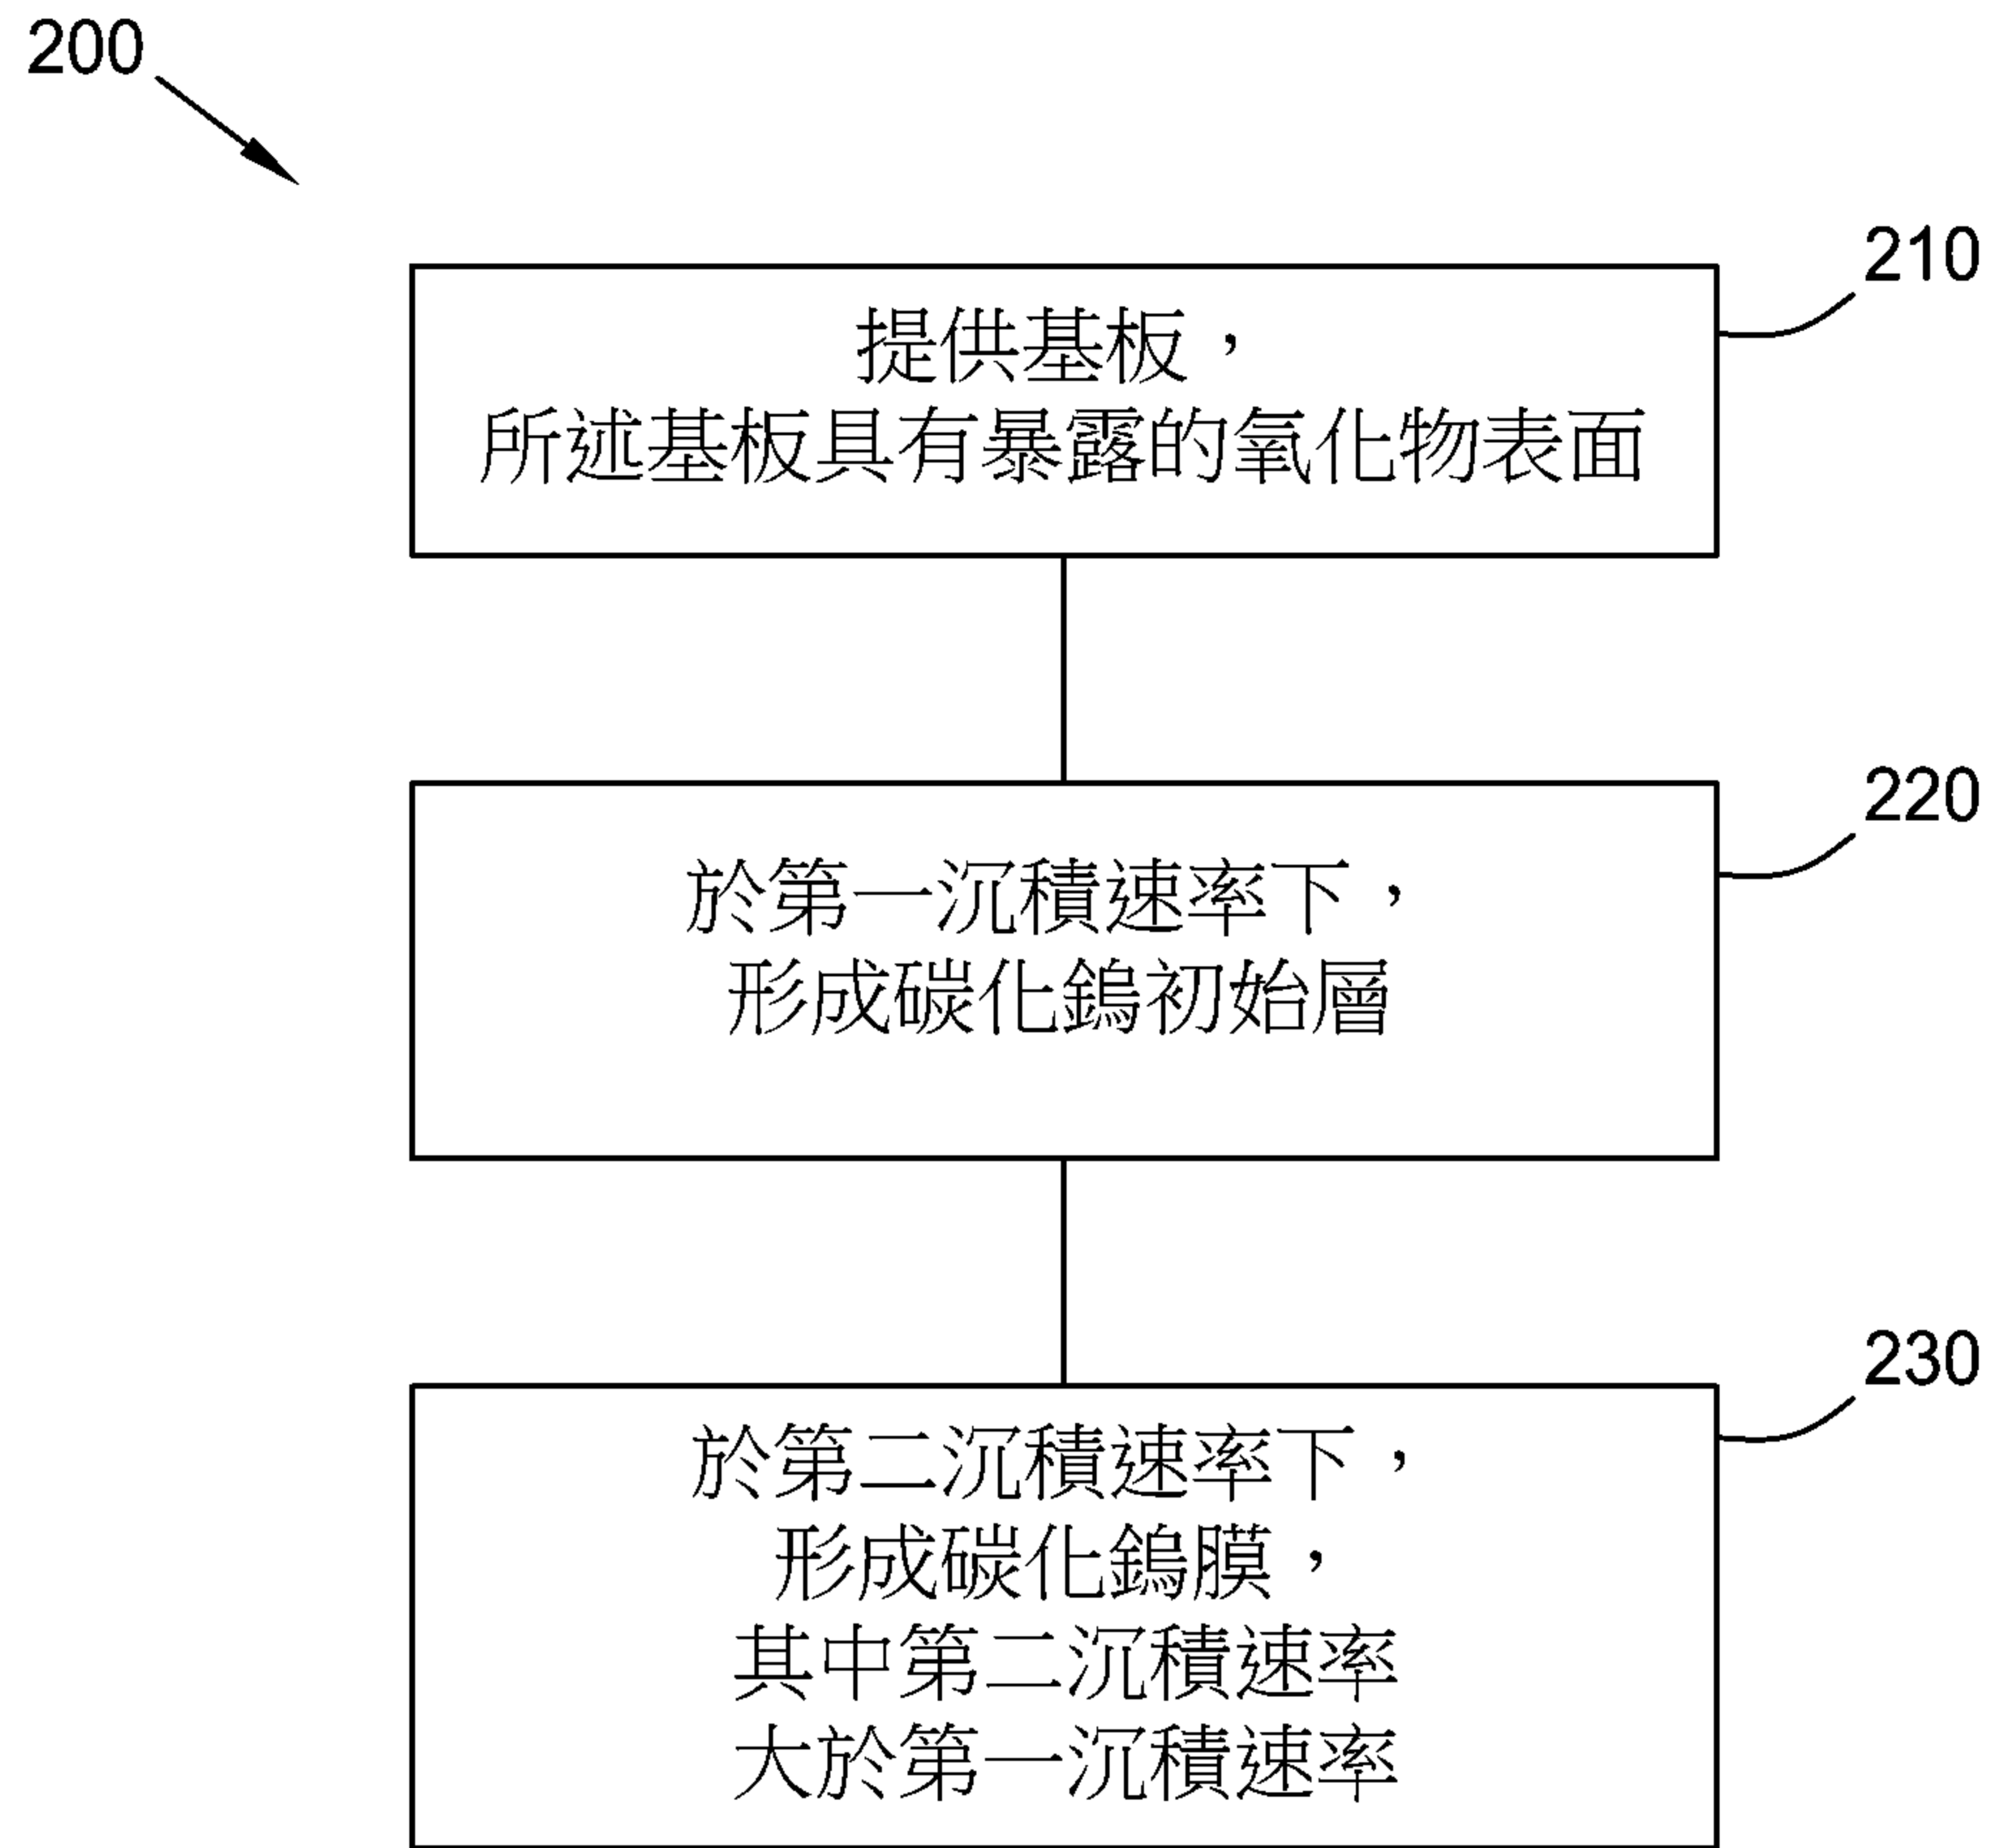 200
210
提供基板，
所述基板具有暴露的氧化物表面
220
於第一沉積速率下，
形成碳化鎢初始層
230
於第二沉積速率下，
形成碳化鎢膜，
其中第二沉積速率
大於第一沉積速率